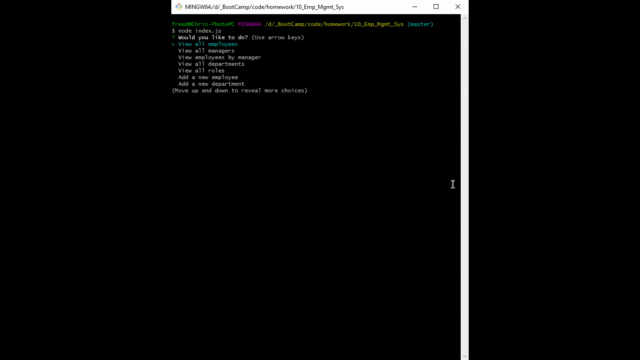 MINGW64:/d/_BootCamp/code/homework/10_Emp_Mgmt_Sys
freed@Chris-PhotoPC MINGW64 /d/_BootCamp/code/homework/10_Emp_Mgmt_Sys (master)
$ node index.js
? Would you like to do? (Use arrow keys)
> View all employees
View all managers
View employees by manager
View all departments
View all roles
Add a new employee
Add a new department
(Move up and down to reveal more choices)